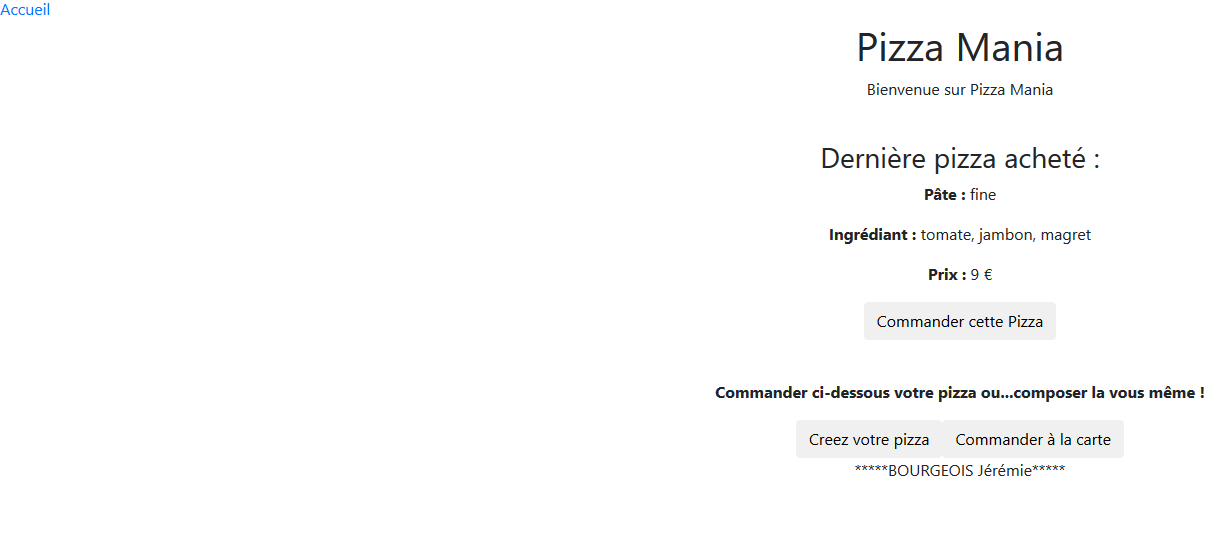 Accueil
Pizza Mania
Bienvenue sur Pizza Mania
Dernière pizza acheté :
Pâte : fine
Ingrédiant : tomate, jambon, magret
Prix : 9 €
Commander cette Pizza
Commander ci-dessous votre pizza ou...composer la vous même !
Creez votre pizza Commander à la carte
*****BOURGEOIS Jérémie*****